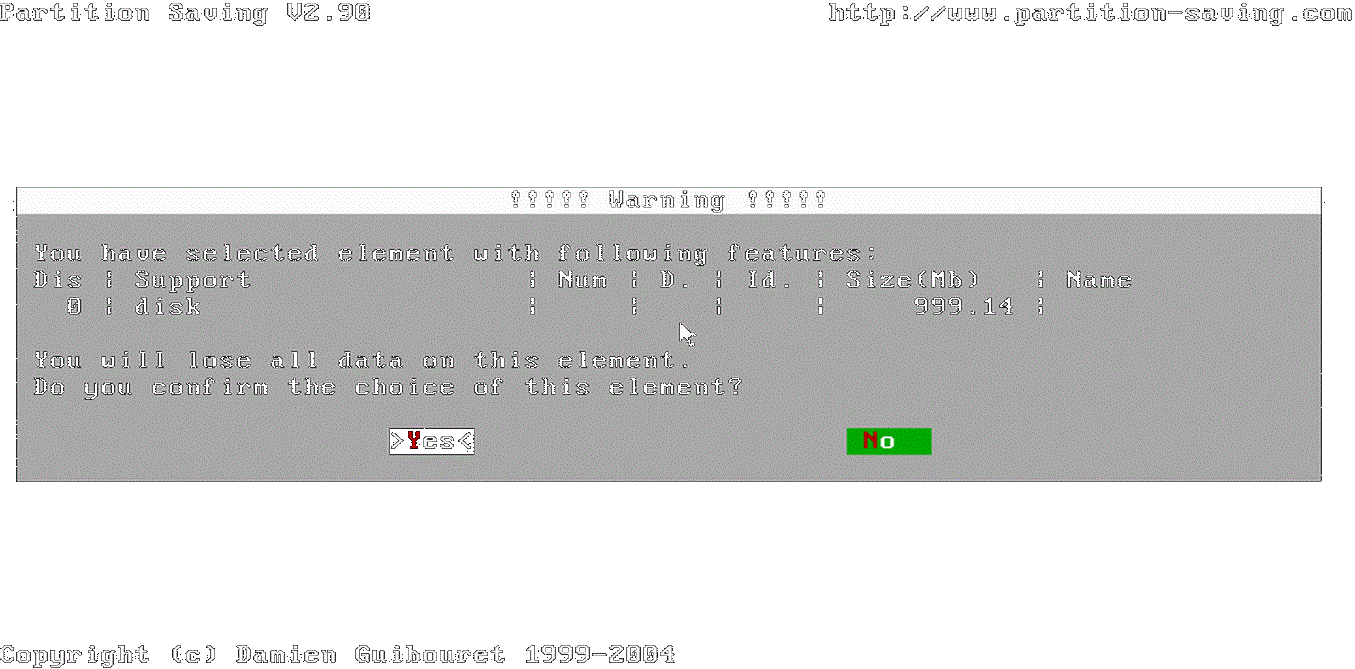 Partition Saving V2.90 http://www.partition-saving.com
!!!!! Warning !!!!!
You have selected element with following features:
Dis | Support | Num | D. | Id. | Size(Mb) | Name
0 | disk | | | | 999.14 |
You will lose all data on this element.
Do you confirm the choice of this element?
>Yes< No
Copyright (c) Damien Guibouret 1999-2004